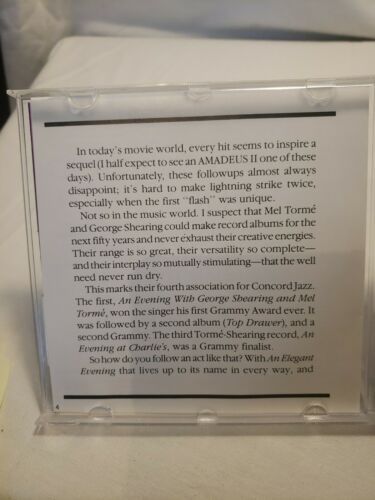 In today's movie world, every hit seems to inspire a
sequel (I half expect to see an AMADEUS II one of these
days). Unfortunately, these followups almost always
disappoint; it's hard to make lightning strike twice,
especially when the first "flash" was unique.
Not so in the music world. I suspect that Mel Tormé
and George Shearing could make record albums for the
next fifty years and never exhaust their creative energies.
Their range is so great, their versatility so complete—
and their interplay so mutually stimulating—that the well
need never run dry.
This marks their fourth association for Concord Jazz.
The first, An Evening With George Shearing and Mel
Tormé, won the singer his first Grammy Award ever. It
was followed by a second album (Top Drawer), and a
second Grammy. The third Tormé-Shearing record, An
Evening at Charlie's, was a Grammy finalist.
So how do you follow an act like that? With An Elegant
Evening that lives up to its name in every way, and
4